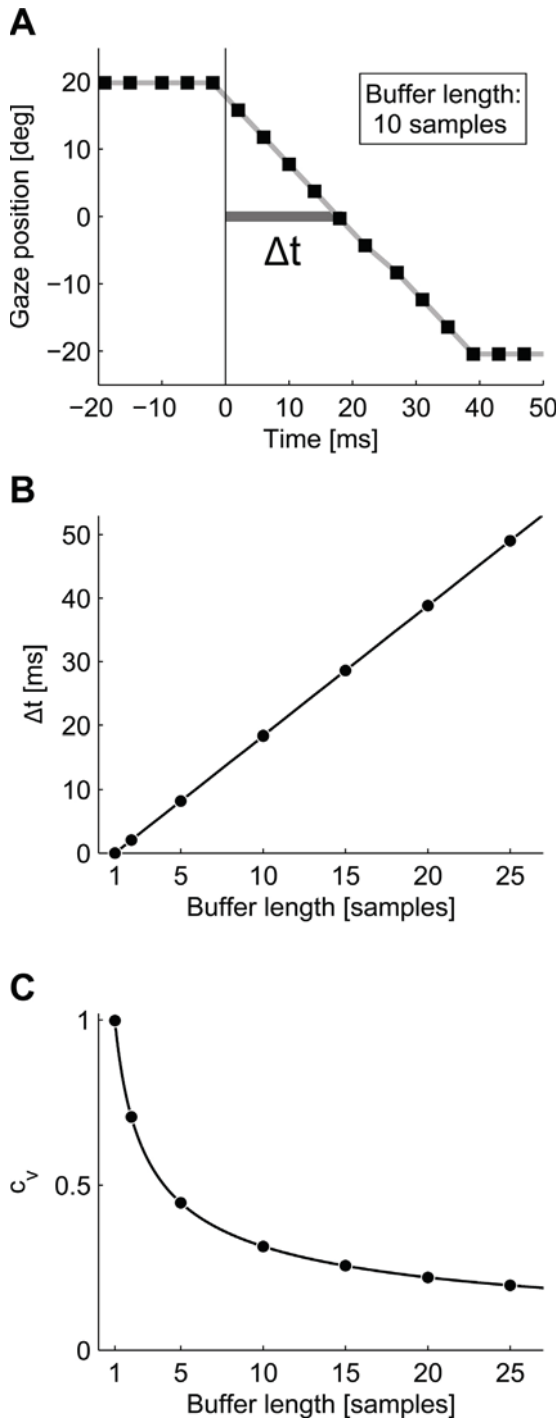 A
Gaze position [deg]
20
10
0
−10
−20
Buffer length:
10 samples
Δt
−20 −10 0 10 20 30 40 50
Time [ms]
B
Δt [ms]
50
40
30
20
10
0
1 5 10 15 20 25
Buffer length [samples]
C
c_v
1
0.5
0
1 5 10 15 20 25
Buffer length [samples]